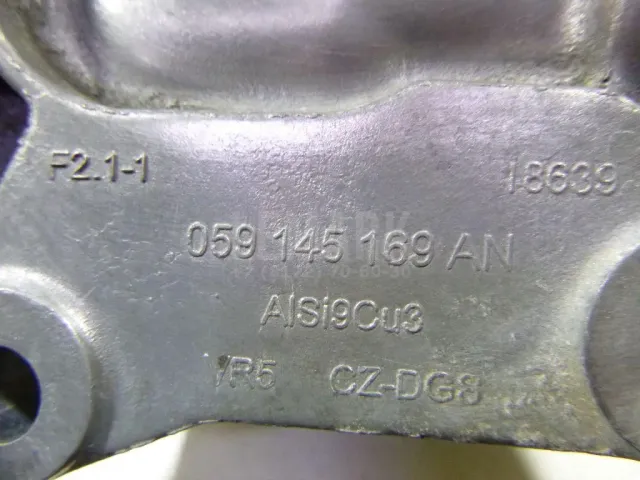 F2.1-1 18639
059 145 169 AN
AlSi9Cu3
/R5 CZ-DG8